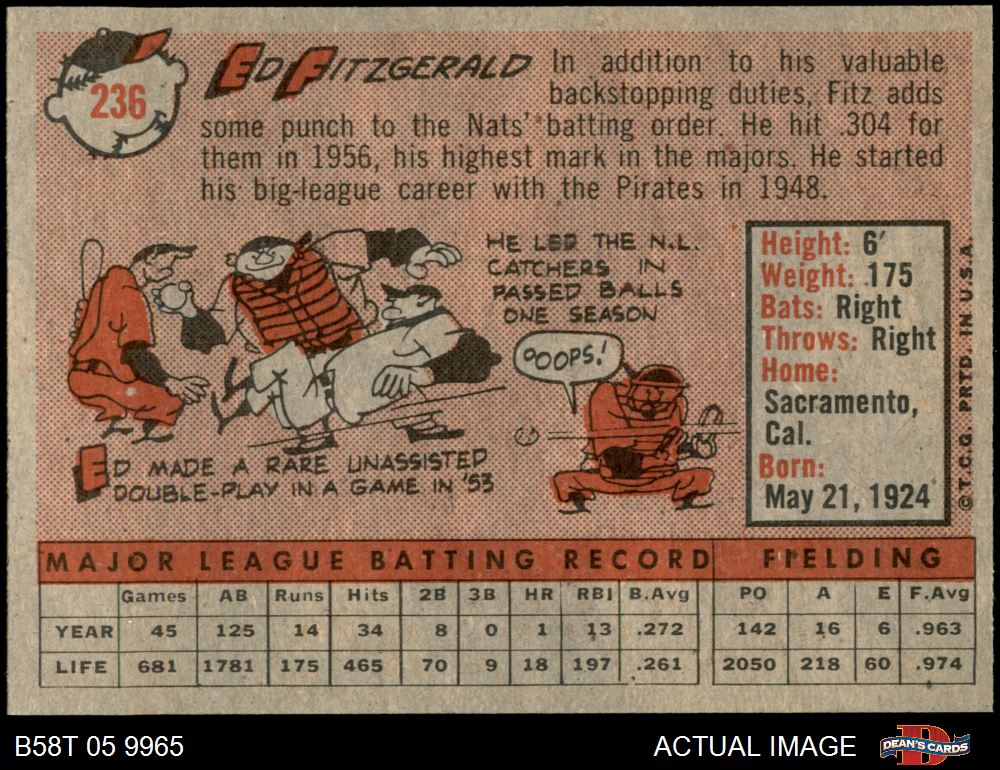 236
ED FITZGERALD
In addition to his valuable
backstopping duties, Fitz adds
some punch to the Nats' batting order. He hit .304 for
them in 1956, his highest mark in the majors. He started
his big-league career with the Pirates in 1948.
HE LED THE N.L.
CATCHERS IN
PASSED BALLS
ONE SEASON
OOOPS!
ED MADE A RARE UNASSISTED
DOUBLE-PLAY IN A GAME IN '53
Height: 6'
Weight: 175
Bats: Right
Throws: Right
Home:
Sacramento,
Cal.
Born:
May 21, 1924
© T.C.G. PRTD. IN U.S.A.
MAJOR LEAGUE BATTING RECORD FIELDING
Games AB Runs Hits 2B 3B HR RBI B.Avg PO A E F.Avg
YEAR 45 125 14 34 8 0 1 13 .272 142 16 6 .963
LIFE 681 1781 175 465 70 9 18 197 .261 2050 218 60 .974
B58T 05 9965
ACTUAL IMAGE
DEAN'S CARDS